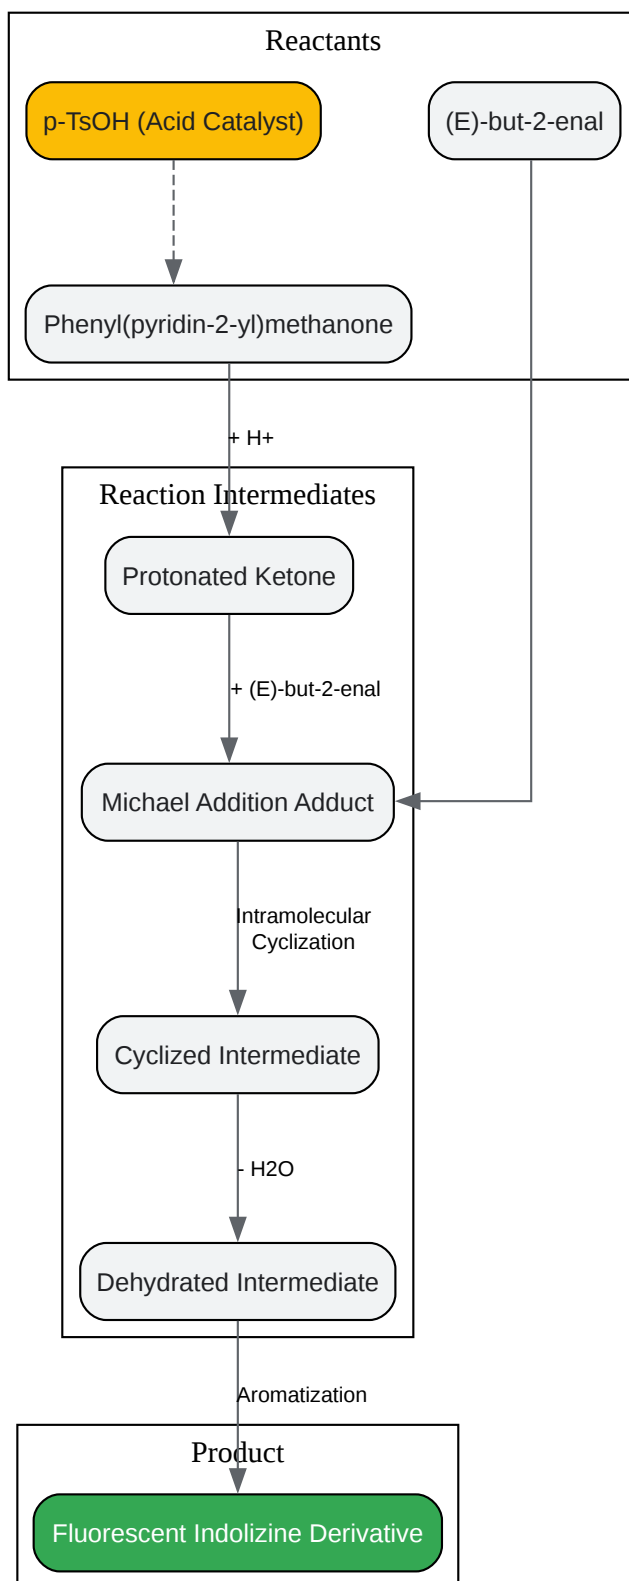 Reactants
p-TsOH (Acid Catalyst)
(E)-but-2-enal
Phenyl(pyridin-2-yl)methanone
+ H+
Reaction Intermediates
Protonated Ketone
+ (E)-but-2-enal
Michael Addition Adduct
Intramolecular
Cyclization
Cyclized Intermediate
- H2O
Dehydrated Intermediate
Aromatization
Product
Fluorescent Indolizine Derivative